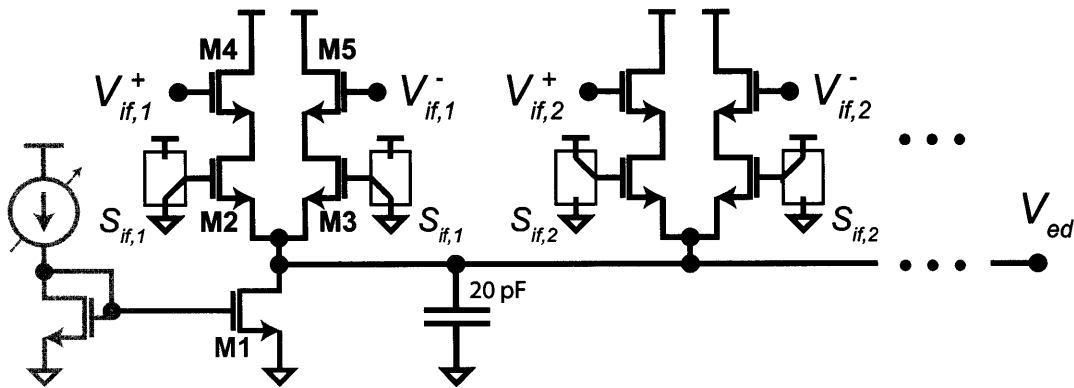 M4 M5
V⁺if,1 V⁻if,1 V⁺if,2 V⁻if,2
• • •
M2 M3
Sif,1 Sif,1 Sif,2 Sif,2 Ved
• • •
20 pF
M1